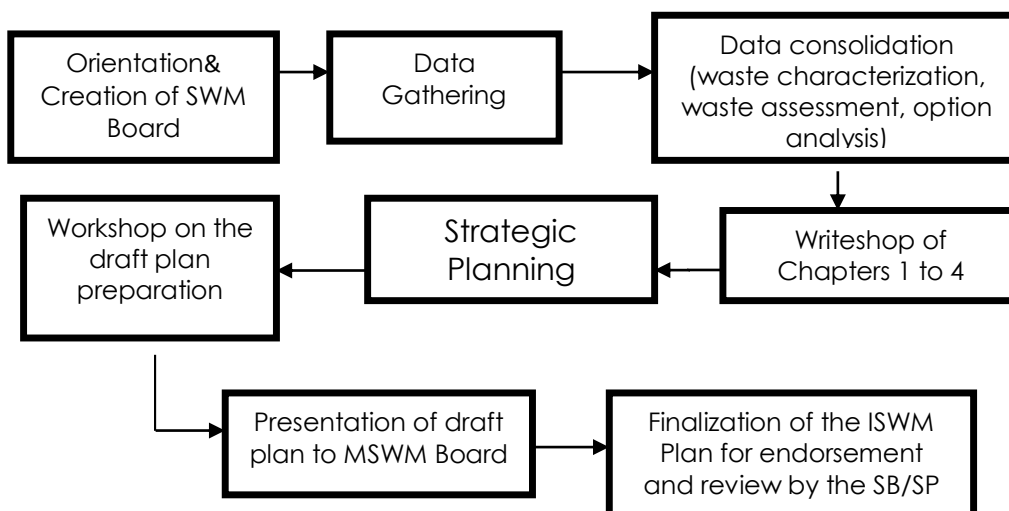 Orientation&
Creation of SWM
Board
Data
Gathering
Data consolidation
(waste characterization,
waste assessment, option
analysis)
Writeshop of
Chapters 1 to 4
Strategic
Planning
Workshop on the
draft plan
preparation
Presentation of draft
plan to MSWM Board
Finalization of the ISWM
Plan for endorsement
and review by the SB/SP